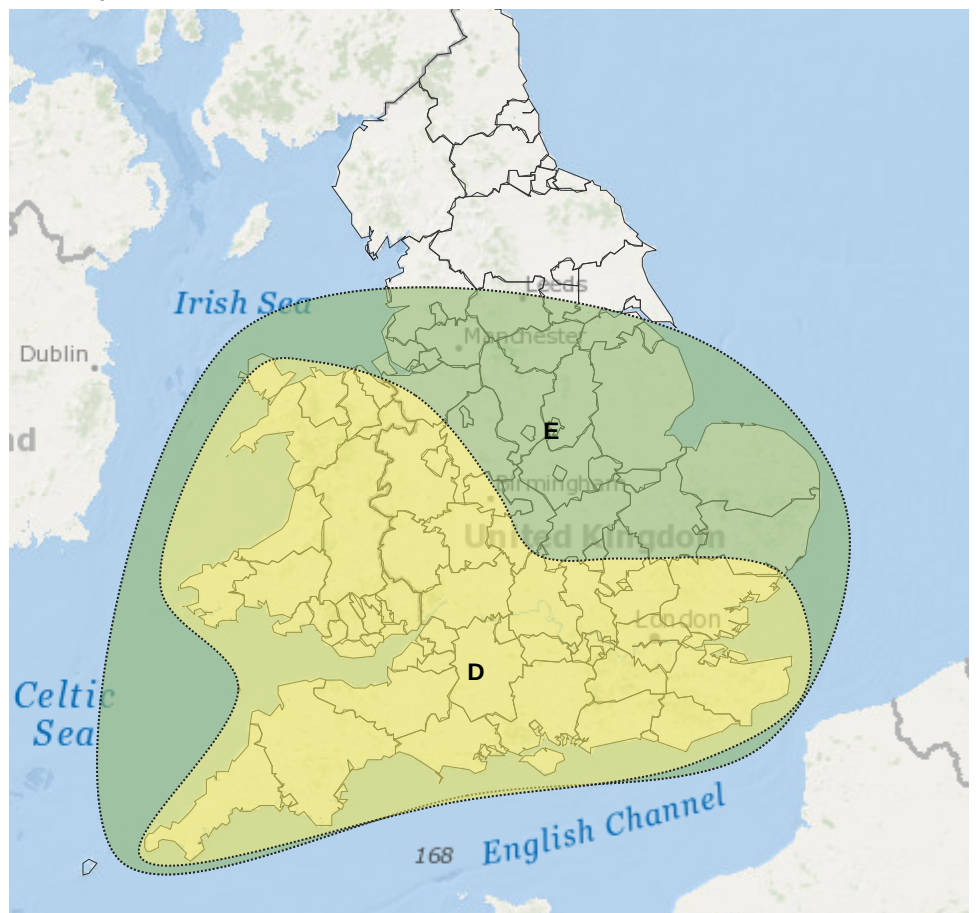 Leeds
Irish Sea
Manchester
Dublin
E
nd
Birmingham
United Kingdom
London
D
Celtic
Sea
English Channel
168